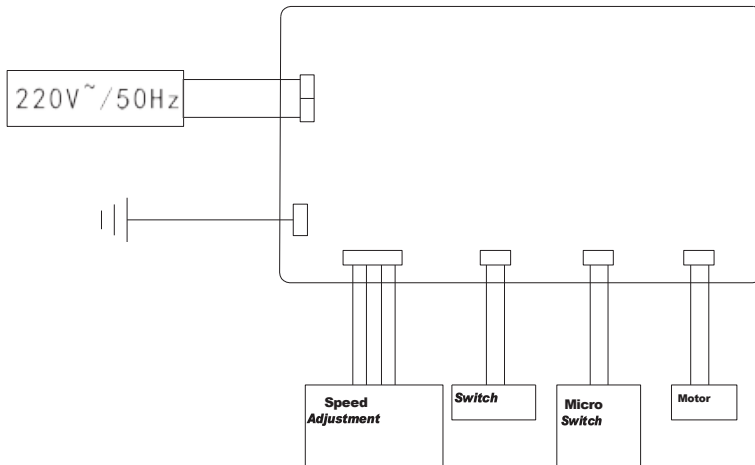 220V~/50Hz
Speed
Adjustment
Switch
Micro
Switch
Motor